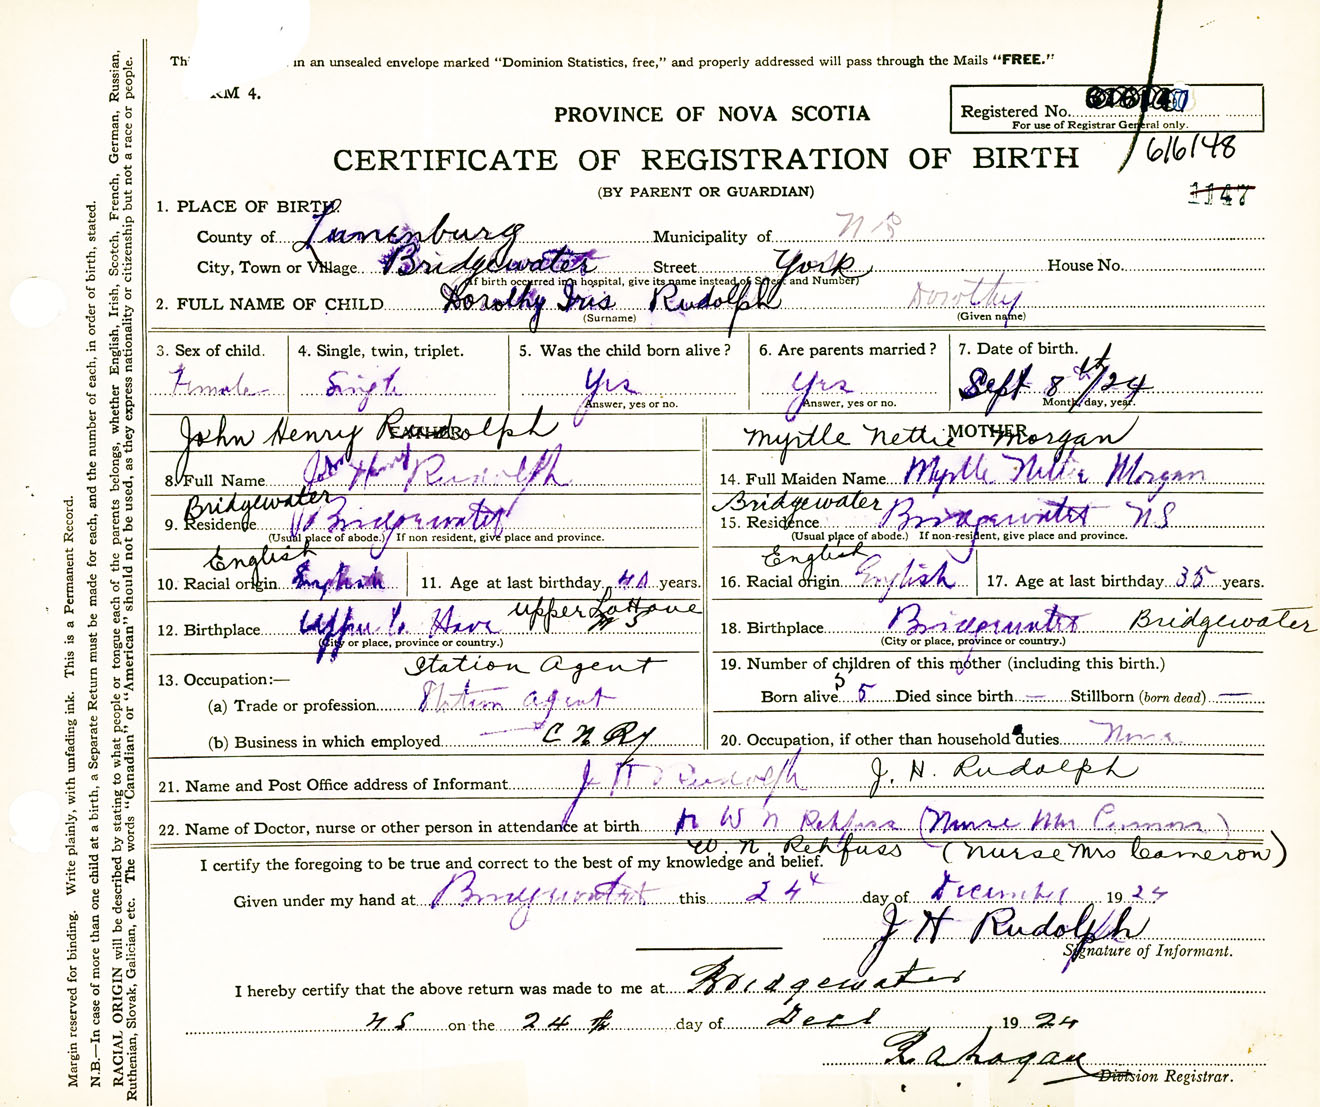 in an unsealed envelope marked "Dominion Statistics, free," and properly addressed will pass through the Mails "FREE."
RM 4.
PROVINCE OF NOVA SCOTIA
Registered No.
For use of Registrar General only.
616148
1147
CERTIFICATE OF REGISTRATION OF BIRTH
(BY PARENT OR GUARDIAN)
1. PLACE OF BIRTH:
County of Lunenburg Municipality of N S
City, Town or Village Bridgewater Street York House No.
(If birth occurred in a hospital, give its name instead of Street and Number)
2. FULL NAME OF CHILD Dorothy Iris Rudolph Dorothy
(Surname) (Given name)
3. Sex of child. 4. Single, twin, triplet. 5. Was the child born alive? 6. Are parents married? 7. Date of birth.
Female Single Yes Yes Sept 8th/24
Answer, yes or no. Answer, yes or no. Month, day, year.
FATHER MOTHER
John Henry Rudolph Myrtle Nettie Morgan
8. Full Name John Henry Rudolph 14. Full Maiden Name Myrtle Nettie Morgan
Bridgewater Bridgewater
9. Residence Bridgewater 15. Residence Bridgewater NS
(Usual place of abode.) If non resident, give place and province. (Usual place of abode.) If non-resident, give place and province.
English English
10. Racial origin English 11. Age at last birthday 40 years. 16. Racial origin English 17. Age at last birthday 35 years.
Upper LaHave
NS
12. Birthplace Upper La Have 18. Birthplace Bridgewater Bridgewater
(City or place, province or country.) (City or place, province or country.)
Station Agent 19. Number of children of this mother (including this birth.)
13. Occupation:—
5
(a) Trade or profession Station agent Born alive 5 Died since birth — Stillborn (born dead) —
(b) Business in which employed C N Ry 20. Occupation, if other than household duties None
21. Name and Post Office address of Informant J H Rudolph J. H. Rudolph
22. Name of Doctor, nurse or other person in attendance at birth W N Rehfuss (Nurse Mrs Cameron)
W. N. Rehfuss (Nurse Mrs Cameron)
I certify the foregoing to be true and correct to the best of my knowledge and belief.
Given under my hand at Bridgewater this 24th day of December 1924
J H Rudolph
Signature of Informant.
I hereby certify that the above return was made to me at Bridgewater
NS on the 24th day of Dec 1924
Division Registrar.
Margin reserved for binding. Write plainly, with unfading ink. This is a Permanent Record.
N.B.—In case of more than one child at a birth, a Separate Return must be made for each, and the number of each, in order of birth, stated.
RACIAL ORIGIN will be described by stating to what people or tongue each of the parents belongs, whether English, Irish, Scotch, French, German, Russian,
Ruthenian, Slovak, Galician, etc. The words "Canadian" or "American" should not be used, as they express nationality or citizenship but not a race or people.